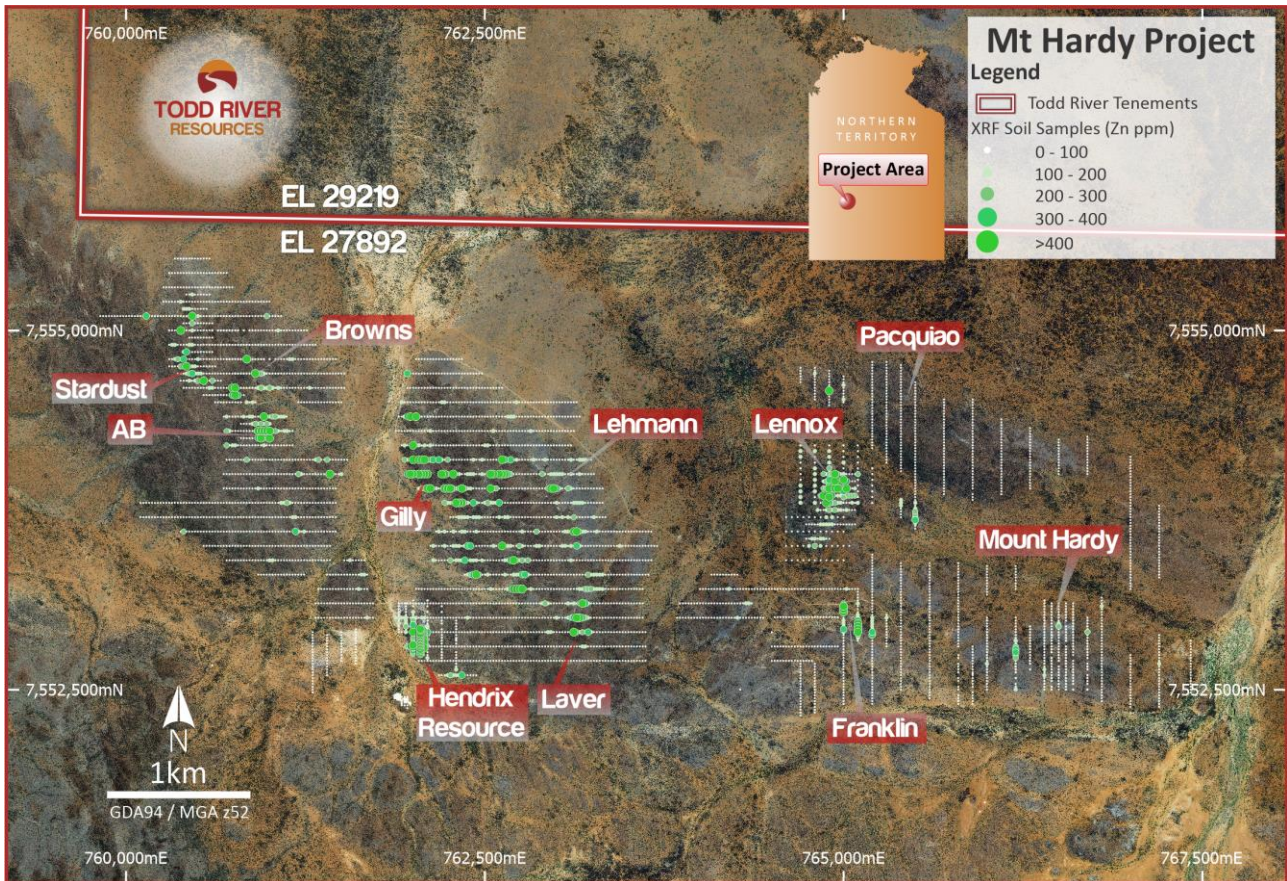 760,000mE
762,500mE
Mt Hardy Project
Legend
Todd River Tenements
XRF Soil Samples (Zn ppm)
0 - 100
100 - 200
200 - 300
300 - 400
>400
TODD RIVER
RESOURCES
NORTHERN
TERRITORY
Project Area
EL 29219
EL 27892
7,555,000mN
7,555,000mN
Browns
Pacquiao
Stardust
AB
Lehmann
Lennox
Gilly
Mount Hardy
7,552,500mN
7,552,500mN
Hendrix
Resource
Laver
Franklin
N
1km
GDA94 / MGA z52
760,000mE
762,500mE
765,000mE
767,500mE